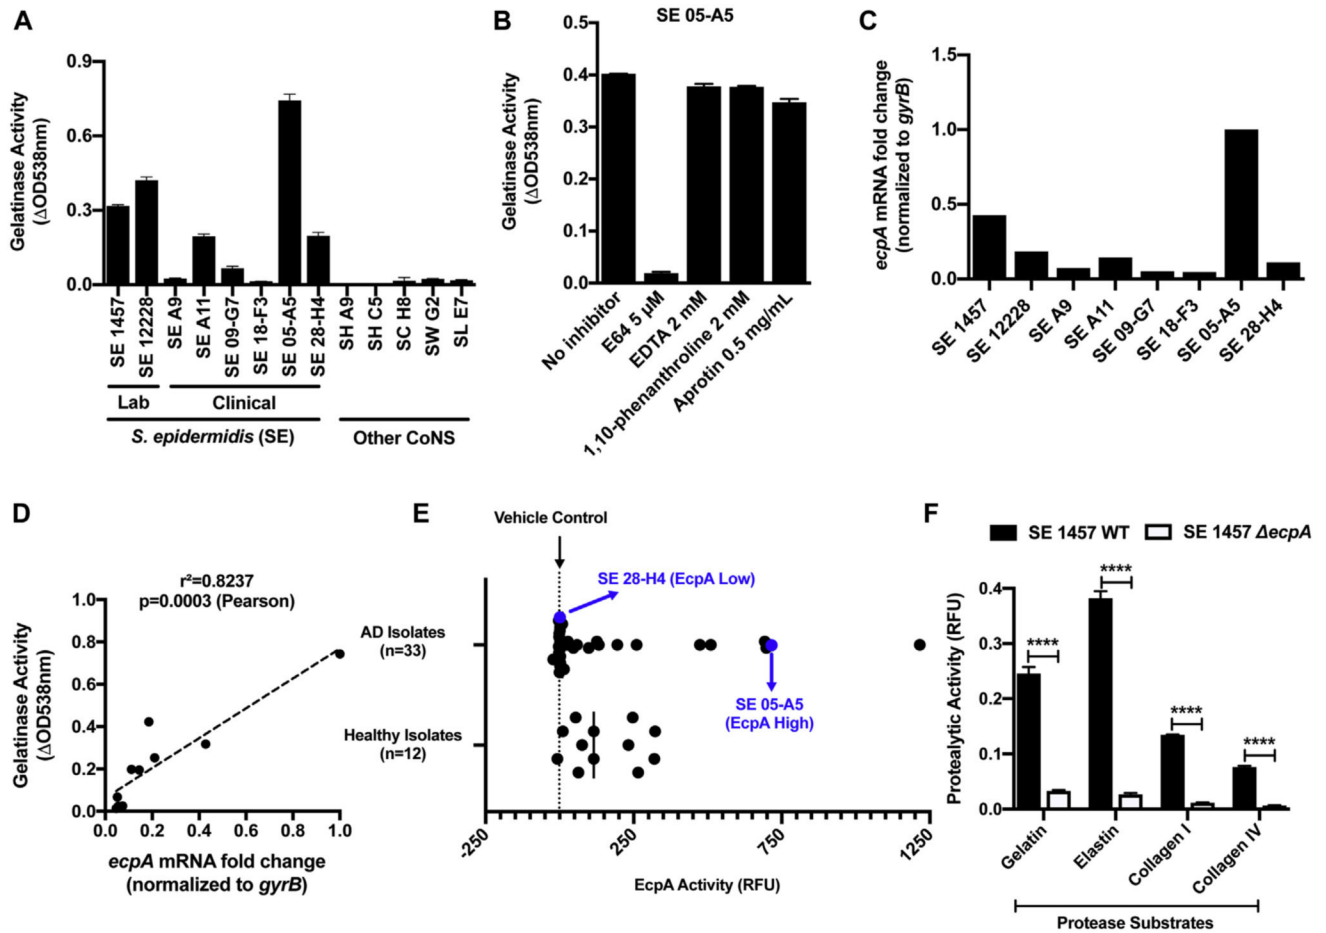 A
Gelatinase Activity
(ΔOD538nm)
0.9
0.6
0.3
0.0
SE 1457
SE 12228
SE A9
SE A11
SE 09-G7
SE 18-F3
SE 05-A5
SE 28-H4
SH A9
SH C5
SC H8
SW G2
SL E7
Lab
Clinical
S. epidermidis (SE)
Other CoNS
B
SE 05-A5
Gelatinase Activity
(ΔOD538nm)
0.5
0.4
0.3
0.2
0.1
0.0
No inhibitor
E64 5 μM
EDTA 2 mM
1,10-phenanthroline 2 mM
Aprotin 0.5 mg/mL
C
ecpA mRNA fold change
(normalized to gyrB)
1.5
1.0
0.5
0.0
SE 1457
SE 12228
SE A9
SE A11
SE 09-G7
SE 18-F3
SE 05-A5
SE 28-H4
D
r²=0.8237
p=0.0003 (Pearson)
Gelatinase Activity
(ΔOD538nm)
1.0
0.8
0.6
0.4
0.2
0.0
0.0
0.2
0.4
0.6
0.8
1.0
ecpA mRNA fold change
(normalized to gyrB)
E
Vehicle Control
SE 28-H4 (EcpA Low)
AD Isolates
(n=33)
SE 05-A5
(EcpA High)
Healthy Isolates
(n=12)
-250
250
750
1250
EcpA Activity (RFU)
F
SE 1457 WT
SE 1457 ΔecpA
Protealytic Activity (RFU)
0.4
0.3
0.2
0.1
0.0
****
****
****
****
Gelatin
Elastin
Collagen I
Collagen IV
Protease Substrates